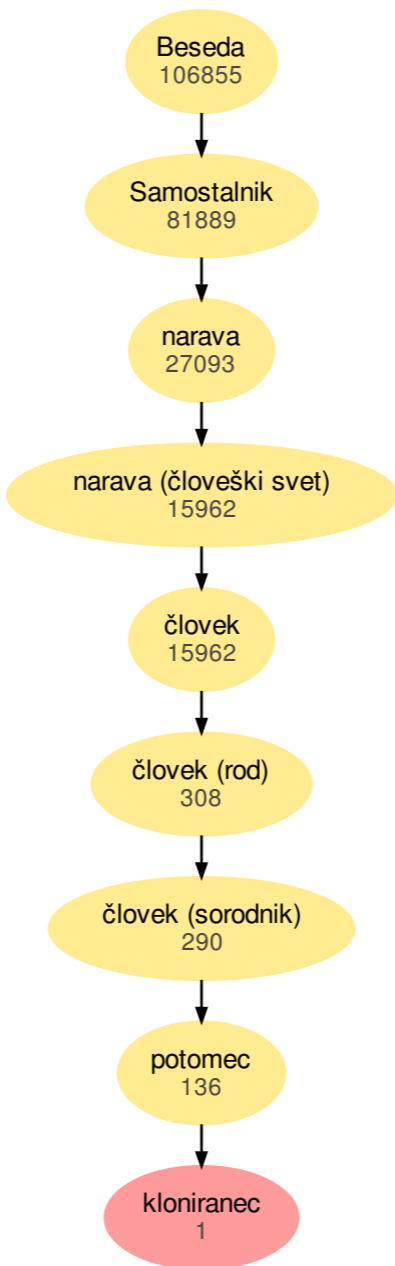 Beseda
106855
Samostalnik
81889
narava
27093
narava (človeški svet)
15962
človek
15962
človek (rod)
308
človek (sorodnik)
290
potomec
136
kloniranec
1